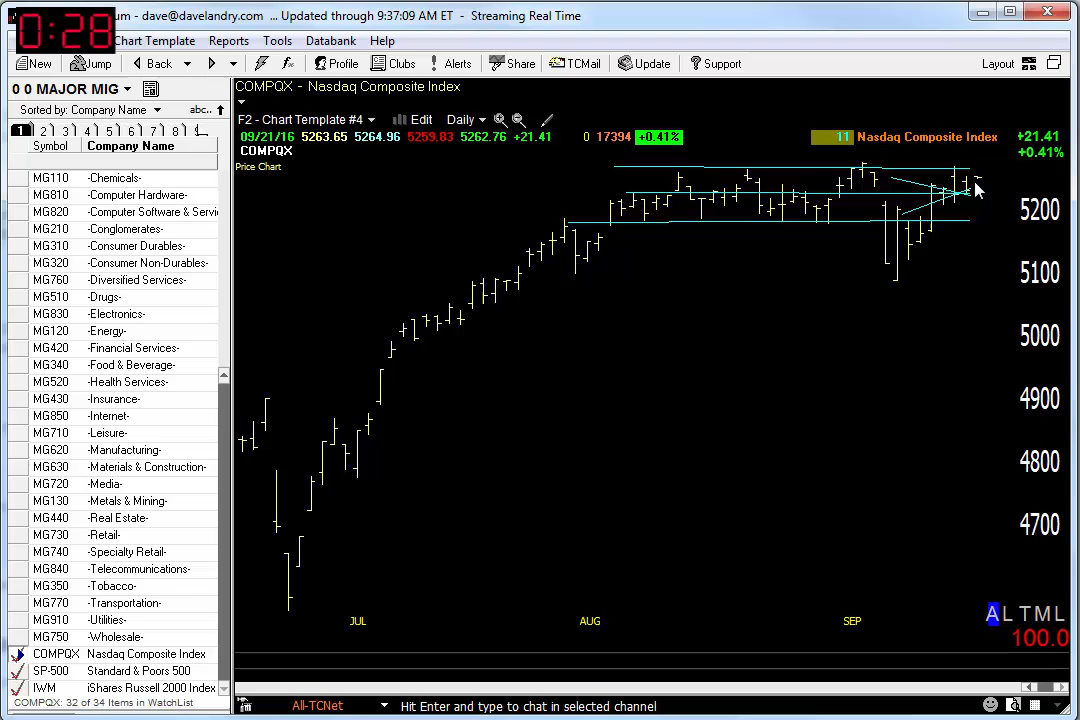 0:28
um - dave@davelandry.com ... Updated through 9:37:09 AM ET - Streaming Real Time
Chart Template Reports Tools Databank Help
New Jump Back Profile Clubs Alerts Share TCMail Update Support Layout
0 0 MAJOR MIG
Sorted by: Company Name abc..
1 2 3 4 5 6 7 8
Symbol Company Name
MG110 -Chemicals-
MG810 -Computer Hardware-
MG820 -Computer Software & Servi
MG210 -Conglomerates-
MG310 -Consumer Durables-
MG320 -Consumer Non-Durables-
MG760 -Diversified Services-
MG510 -Drugs-
MG830 -Electronics-
MG120 -Energy-
MG420 -Financial Services-
MG340 -Food & Beverage-
MG520 -Health Services-
MG430 -Insurance-
MG850 -Internet-
MG710 -Leisure-
MG620 -Manufacturing-
MG630 -Materials & Construction-
MG720 -Media-
MG130 -Metals & Mining-
MG440 -Real Estate-
MG730 -Retail-
MG740 -Specialty Retail-
MG840 -Telecommunications-
MG350 -Tobacco-
MG770 -Transportation-
MG910 -Utilities-
MG750 -Wholesale-
COMPQX Nasdaq Composite Index
SP-500 Standard & Poors 500
IWM iShares Russell 2000 Index
COMPQX: 32 of 34 Items in WatchList
COMPQX - Nasdaq Composite Index
F2 - Chart Template #4 Edit Daily
09/21/16 5263.65 5264.96 5259.83 5262.76 +21.41 0 17394 +0.41% 11 Nasdaq Composite Index +21.41
+0.41%
COMPQX
Price Chart
5200
5100
5000
4900
4800
4700
JUL AUG SEP
A L T M L
100.0
All-TCNet Hit Enter and type to chat in selected channel